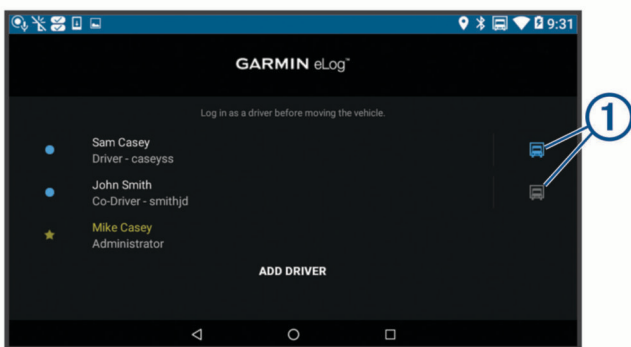 9:31
GARMIN eLog™
Log in as a driver before moving the vehicle.
Sam Casey
Driver - caseyss
John Smith
Co-Driver - smithjd
Mike Casey
Administrator
ADD DRIVER
1